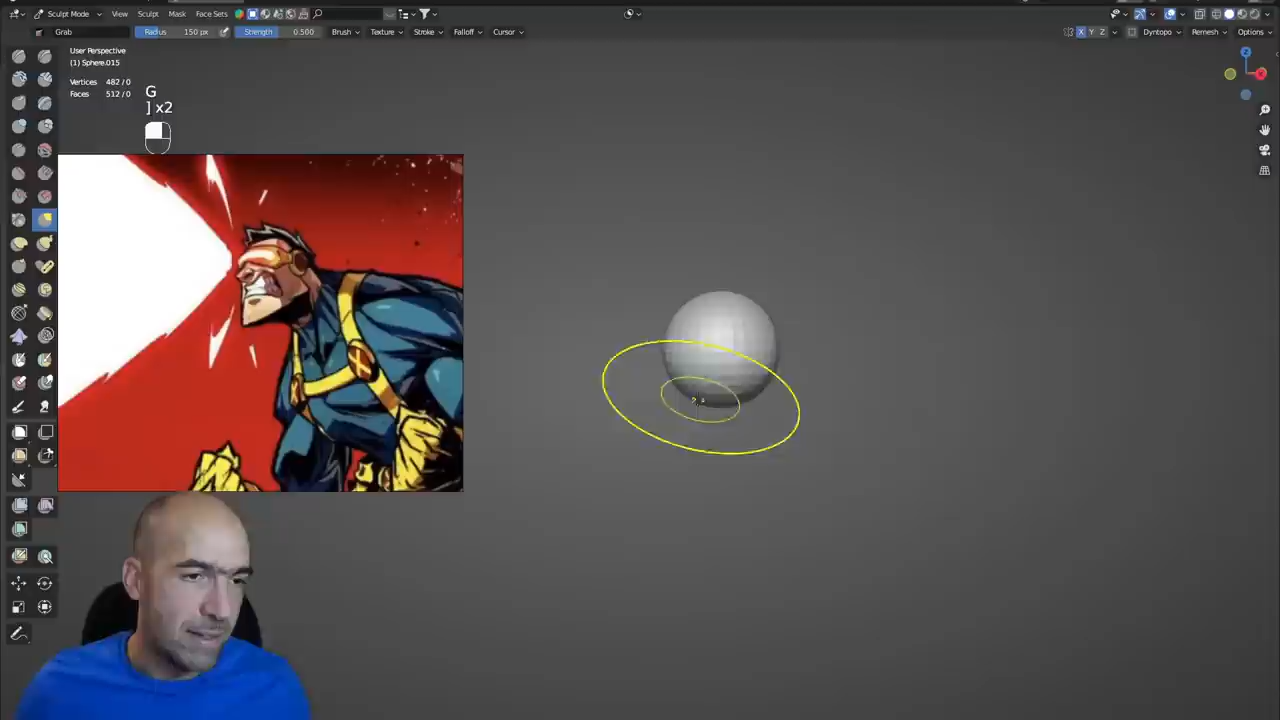 Sculpt Mode View Sculpt Mask Face Sets
Grab Radius 150 px Strength 0.500 Brush Texture Stroke Falloff Cursor X Y Z Dyntopo Remesh Options
User Perspective
(1) Sphere.015
Vertices 482/0
Faces 512/0
G
] x2
Z
X